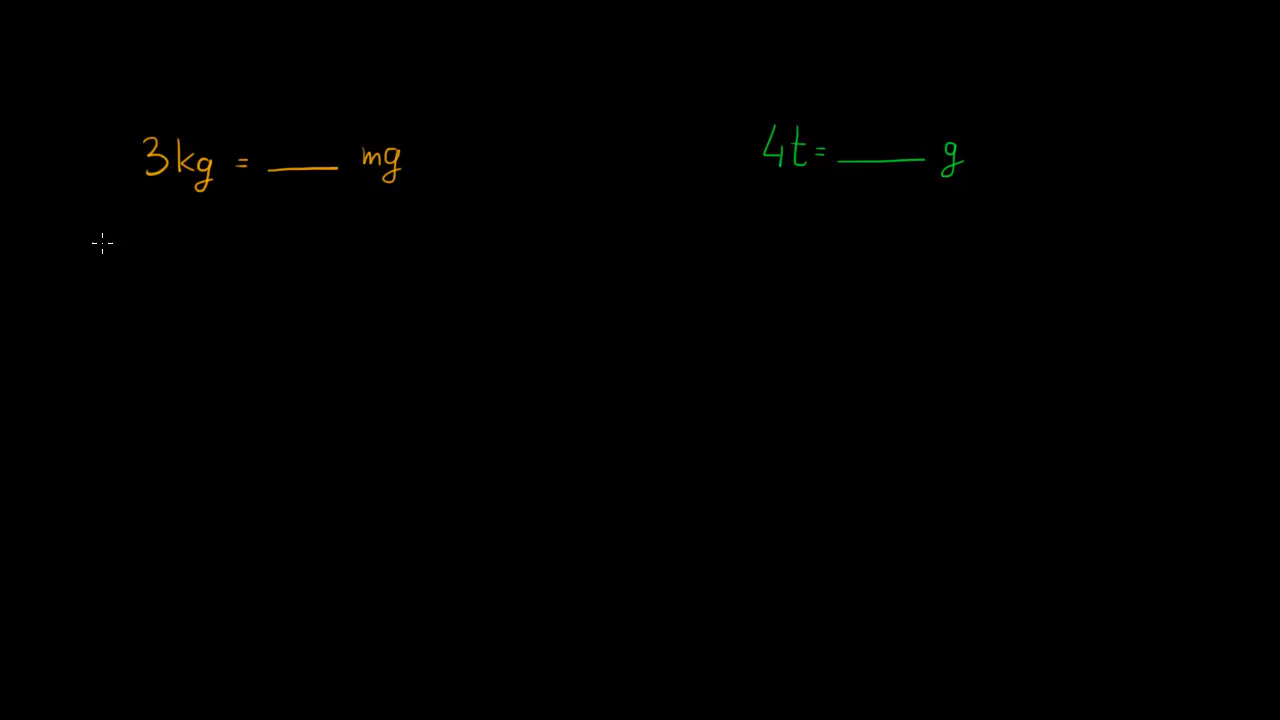 3kg = ___ mg
4t = ___ g